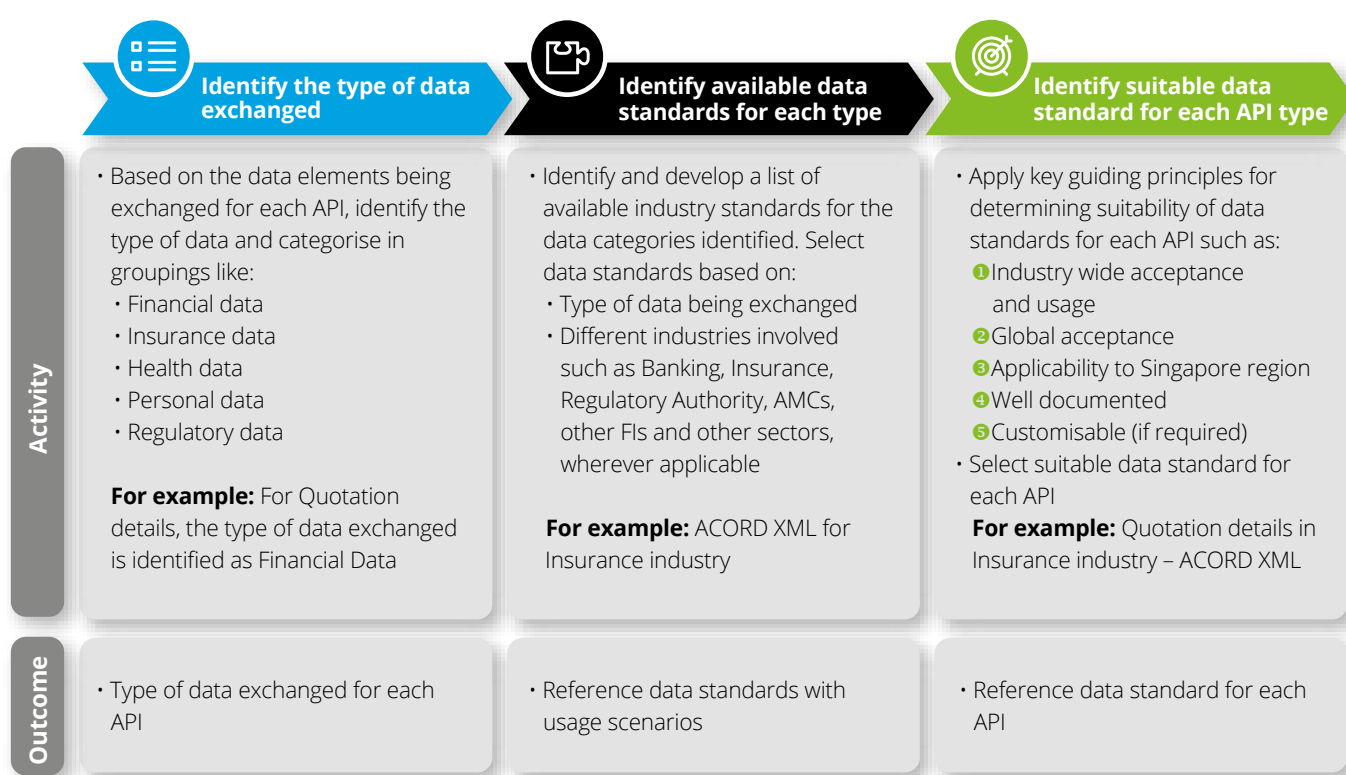 Identify the type of data
exchanged
Identify available data
standards for each type
Identify suitable data
standard for each API type
Activity
• Based on the data elements being
exchanged for each API, identify the
type of data and categorise in
groupings like:
• Financial data
• Insurance data
• Health data
• Personal data
• Regulatory data
For example: For Quotation
details, the type of data exchanged
is identified as Financial Data
• Identify and develop a list of
available industry standards for the
data categories identified. Select
data standards based on:
• Type of data being exchanged
• Different industries involved
such as Banking, Insurance,
Regulatory Authority, AMCs,
other FIs and other sectors,
wherever applicable
For example: ACORD XML for
Insurance industry
• Apply key guiding principles for
determining suitability of data
standards for each API such as:
❶Industry wide acceptance
and usage
❷Global acceptance
❸Applicability to Singapore region
❹Well documented
❺Customisable (if required)
• Select suitable data standard for
each API
For example: Quotation details in
Insurance industry – ACORD XML
Outcome
• Type of data exchanged for each
API
• Reference data standards with
usage scenarios
• Reference data standard for each
API